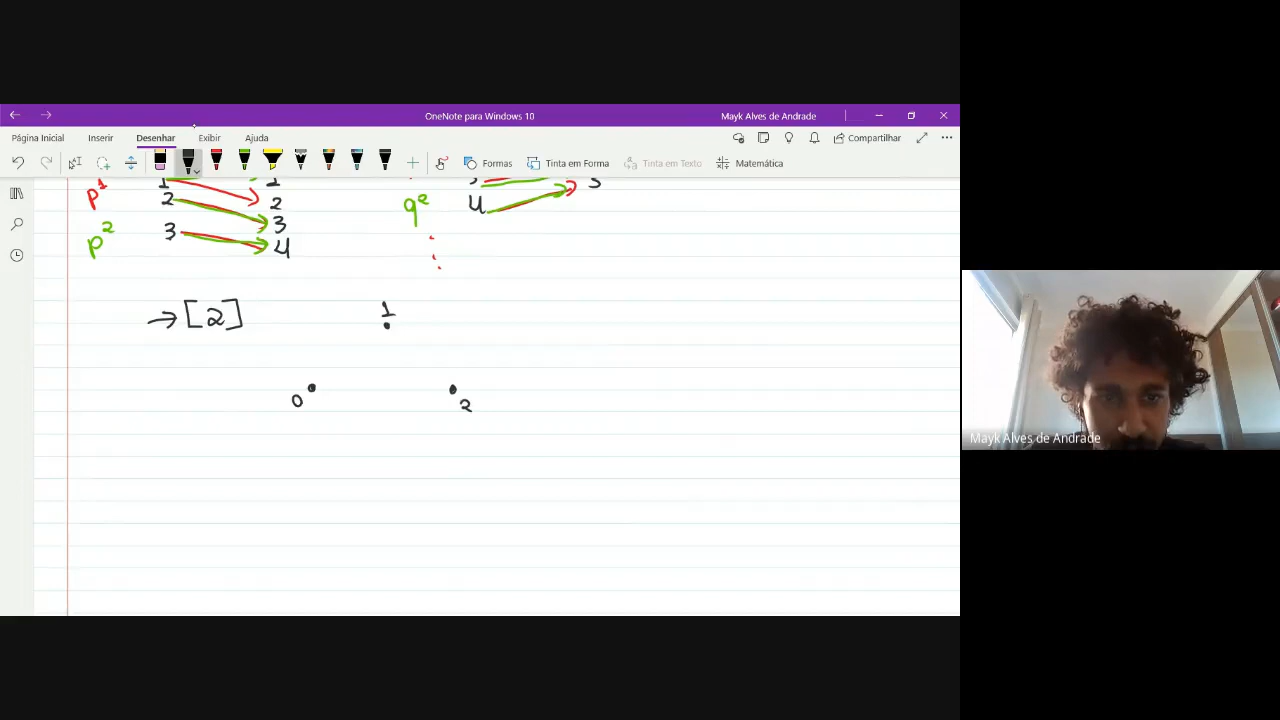 OneNote para Windows 10
Mayk Alves de Andrade
Página Inicial
Inserir
Desenhar
Exibir
Ajuda
Compartilhar
Formas
Tinta em Forma
Tinta em Texto
Matemática
p¹ 1 2
2 3
p² 3 4
q² 4
→ [2] 1
0 2
Mayk Alves de Andrade